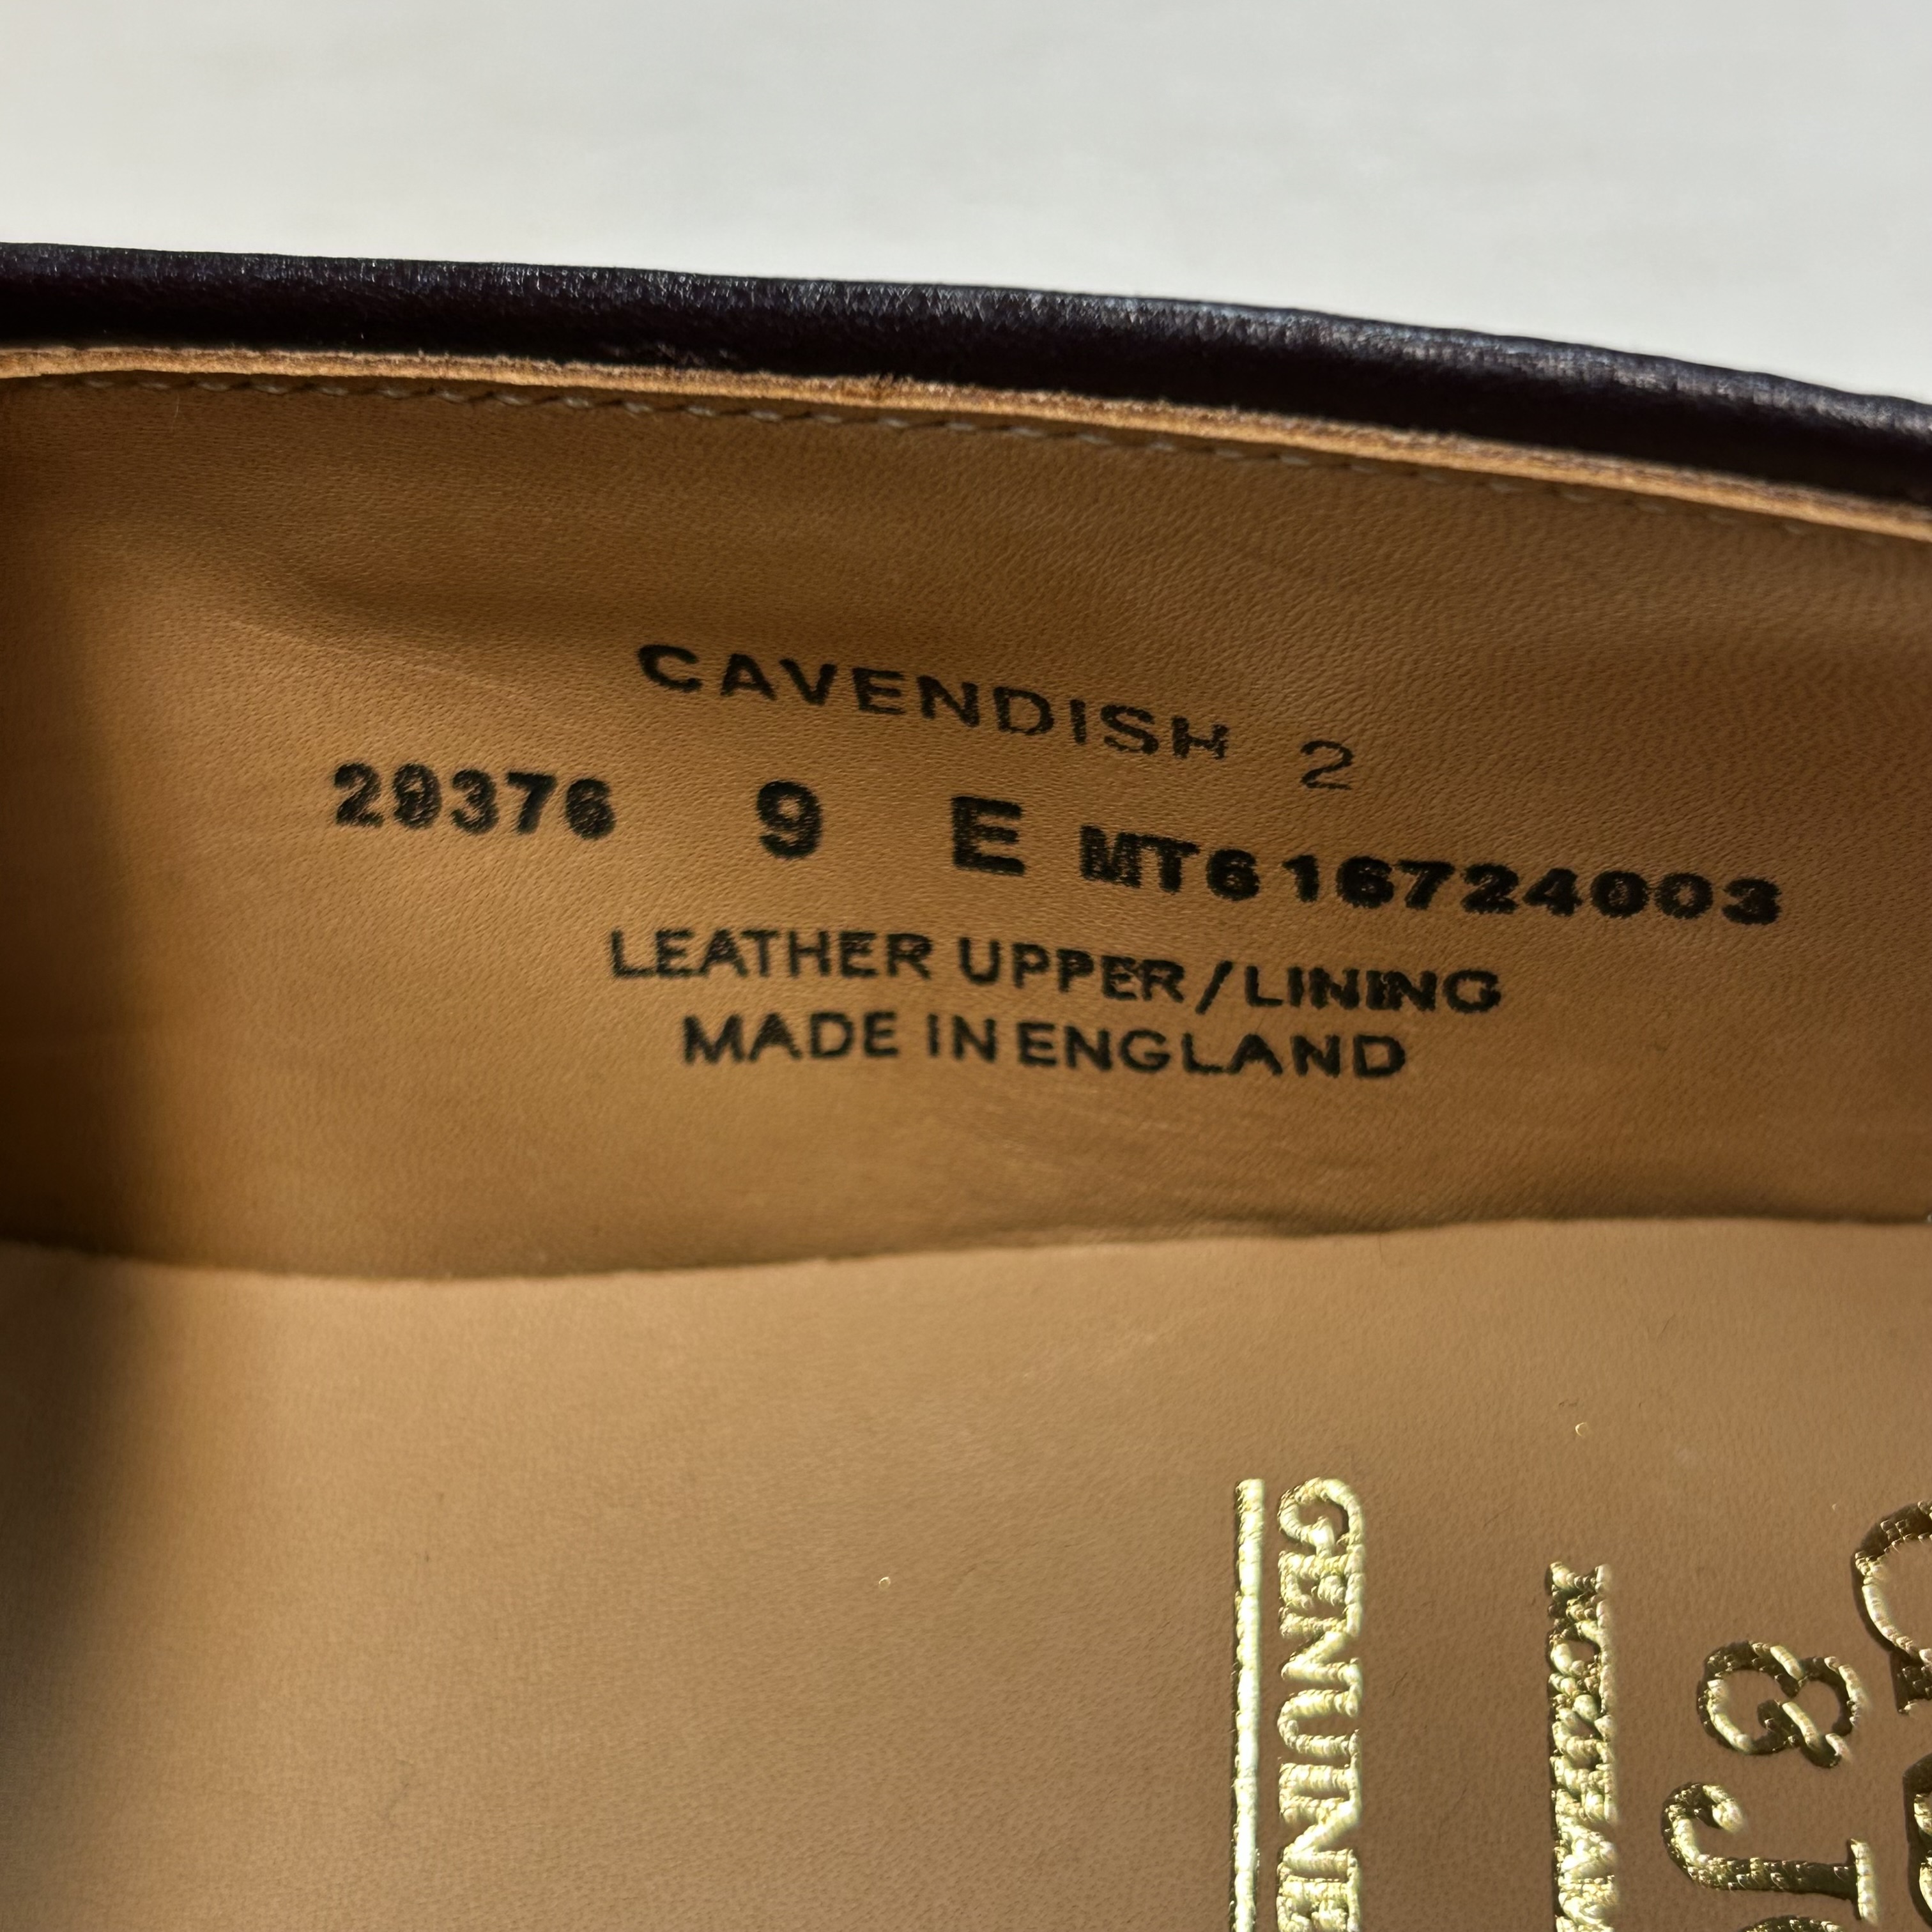 CAVENDISH 2
29376 9 E MT616724003
LEATHER UPPER/LINING
MADE IN ENGLAND
GENUINE
&